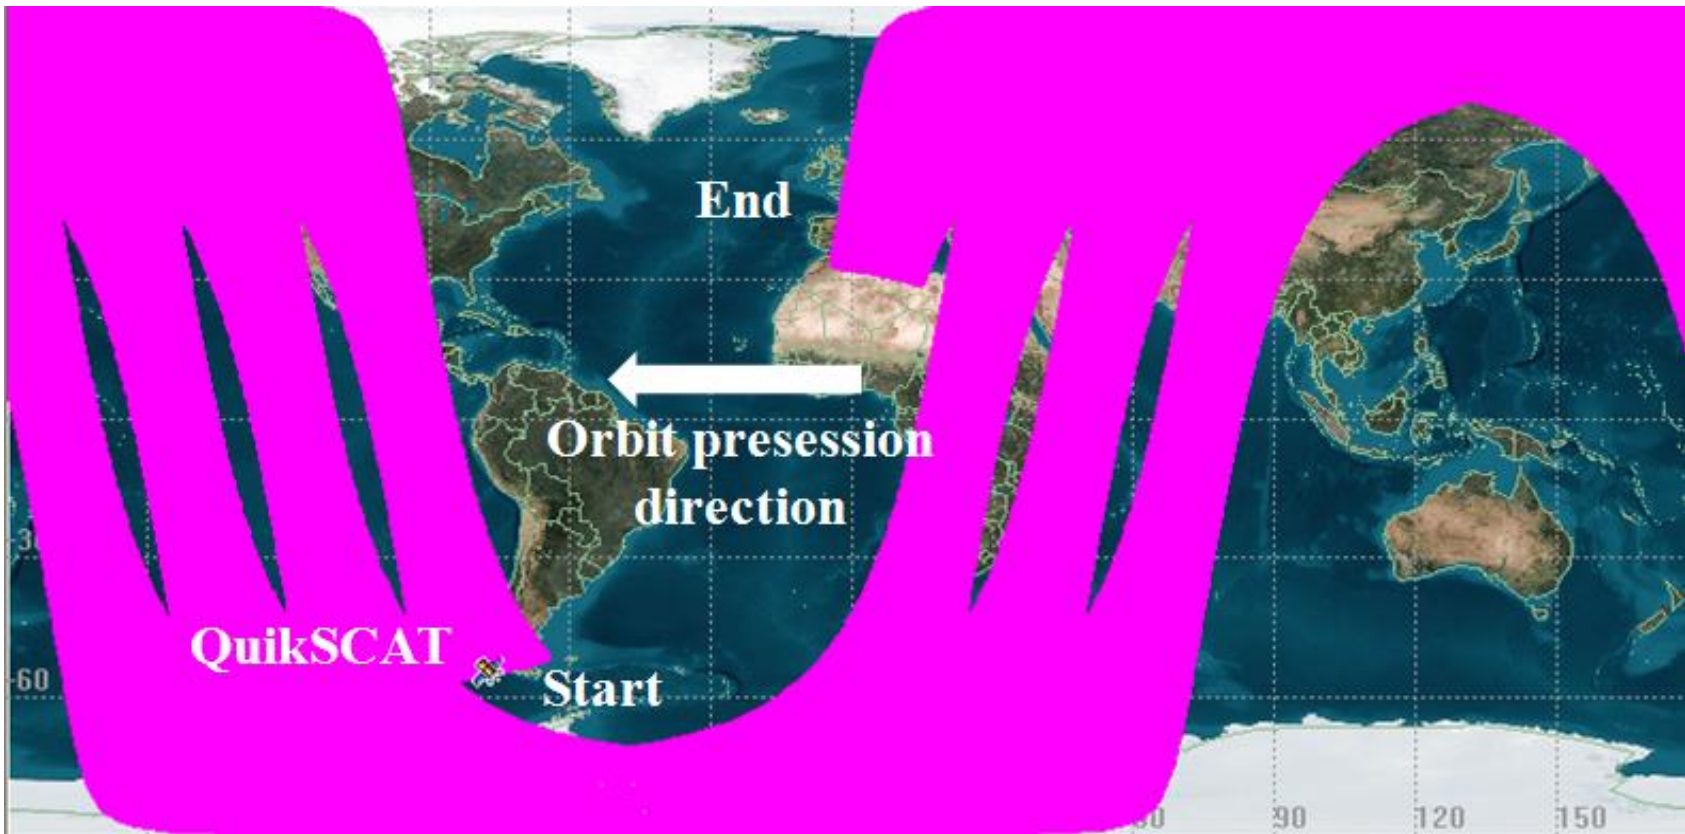 End
Orbit presession
direction
QuikSCAT
Start
-60
90
120
150